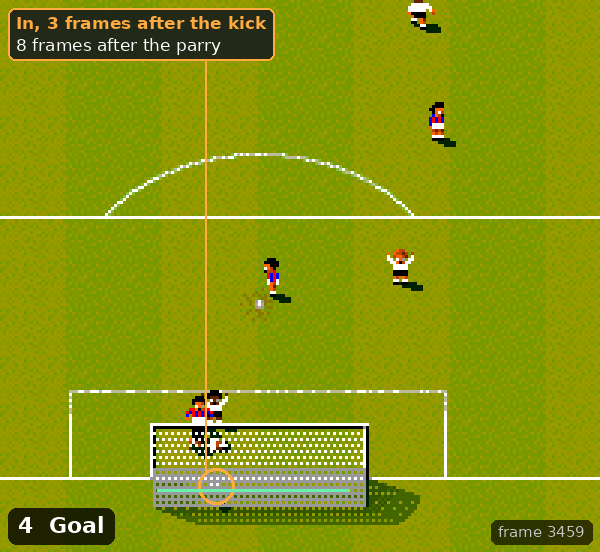 In, 3 frames after the kick
8 frames after the parry
4 Goal
frame 3459